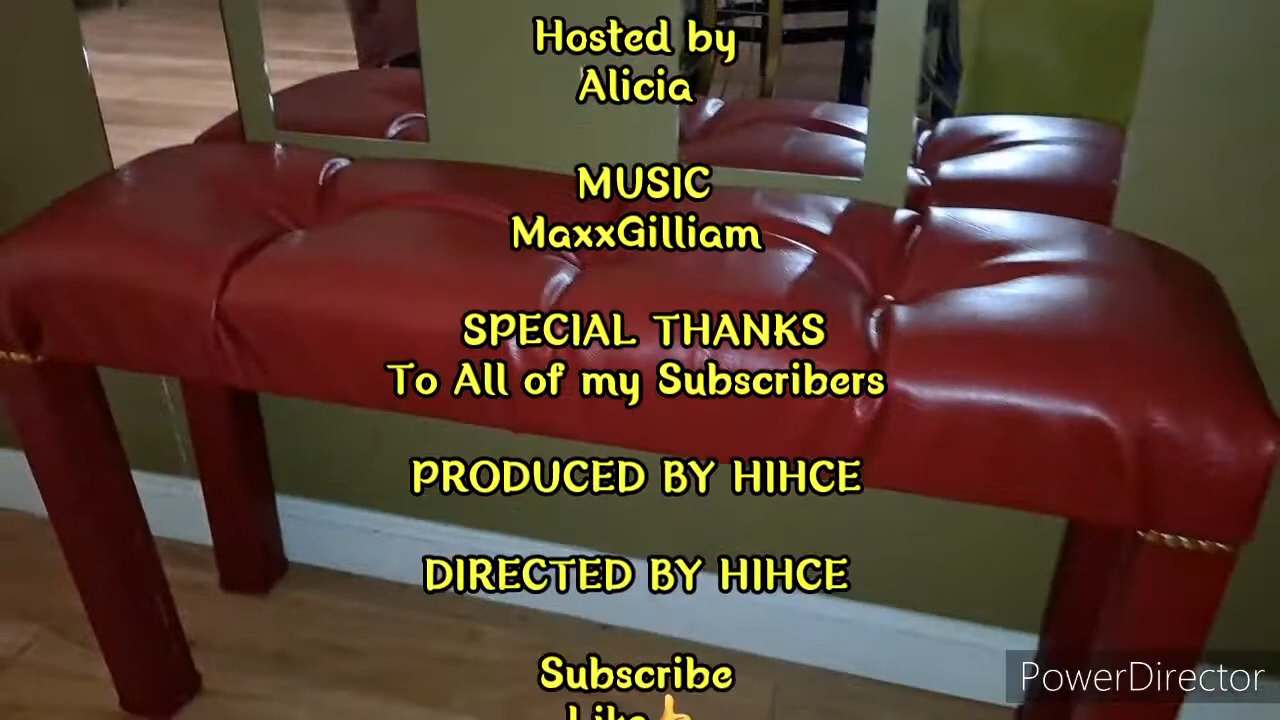 Hosted by
Alicia
MUSIC
MaxxGilliam
SPECIAL THANKS
To All of my Subscribers
PRODUCED BY HIHCE
DIRECTED BY HIHCE
Subscribe
Like👍
PowerDirector